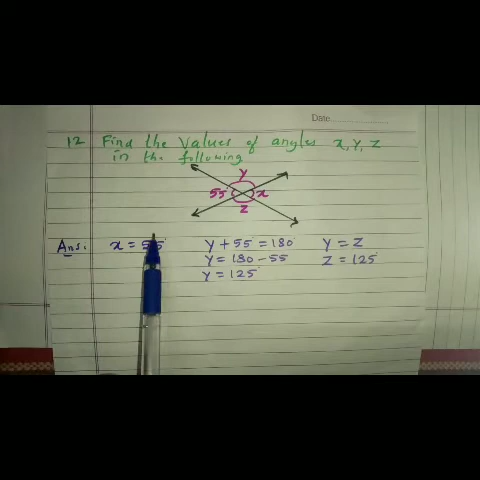 Date
12 Find the values of angles x, y, z
in the following
y
55° x
z
Ans: x = 55° y + 55 = 180° y = z
y = 180 - 55 z = 125°
y = 125°